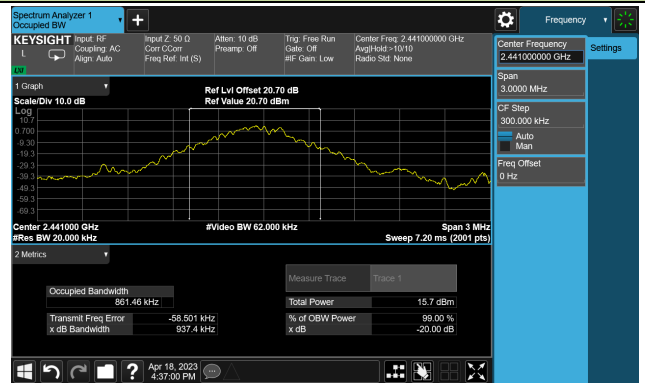 Spectrum Analyzer 1
Occupied BW
Frequency
KEYSIGHT
Input: RF
Coupling: AC
Align: Auto
Input Z: 50 Ω
Corr CCorr
Freq Ref: Int (S)
Atten: 10 dB
Preamp: Off
Trig: Free Run
Gate: Off
#IF Gain: Low
Center Freq: 2.441000000 GHz
Avg|Hold:>10/10
Radio Std: None
L
LXI
Center Frequency
2.441000000 GHz
Settings
Span
3.0000 MHz
CF Step
300.000 kHz
Auto
Man
Freq Offset
0 Hz
1 Graph
Scale/Div 10.0 dB
Ref Lvl Offset 20.70 dB
Ref Value 20.70 dBm
Log
10.7
0.700
-9.30
-19.3
-29.3
-39.3
-49.3
-59.3
-69.3
Center 2.441000 GHz
#Res BW 20.000 kHz
#Video BW 62.000 kHz
Span 3 MHz
Sweep 7.20 ms (2001 pts)
2 Metrics
Measure Trace
Trace 1
Occupied Bandwidth
861.46 kHz
Total Power
15.7 dBm
Transmit Freq Error
-58.501 kHz
% of OBW Power
99.00 %
x dB Bandwidth
937.4 kHz
x dB
-20.00 dB
Apr 18, 2023
4:37:00 PM